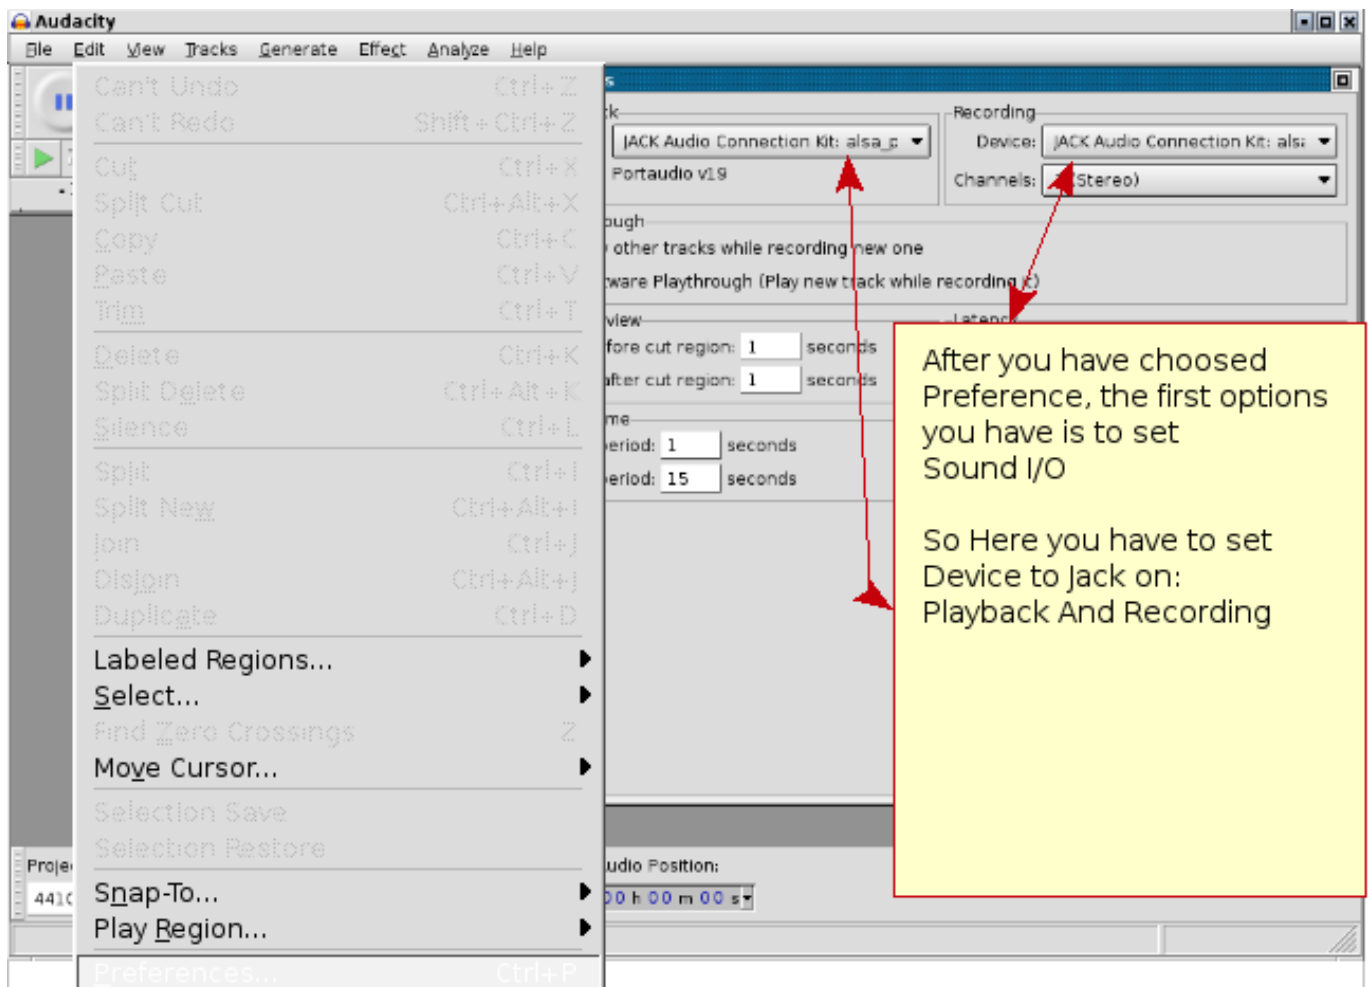 Audacity
File Edit View Tracks Generate Effect Analyze Help
Can't Undo Ctrl+Z
Can't Redo Shift+Ctrl+Z
Cut Ctrl+X
Split Cut Ctrl+Alt+X
Copy Ctrl+C
Paste Ctrl+V
Trim Ctrl+T
Delete Ctrl+K
Split Delete Ctrl+Alt+K
Silence Ctrl+L
Split Ctrl+I
Split New Ctrl+Alt+I
Join Ctrl+J
Disjoin Ctrl+Alt+J
Duplicate Ctrl+D
Labeled Regions...
Select...
Find Zero Crossings Z
Move Cursor...
Selection Save
Selection Restore
Snap-To...
Play Region...
Preferences... Ctrl+P
JACK Audio Connection Kit: alsa_p
Portaudio v19
Recording
Device: JACK Audio Connection Kit: alsa
Channels: (Stereo)
other tracks while recording new one
ware Playthrough (Play new track while recording it)
view
fore cut region: 1 seconds
after cut region: 1 seconds
Latency
me
eriod: 1 seconds
eriod: 15 seconds
After you have choosed
Preference, the first options
you have is to set
Sound I/O
So Here you have to set
Device to Jack on:
Playback And Recording
Proje
441
udio Position:
00 h 00 m 00 s